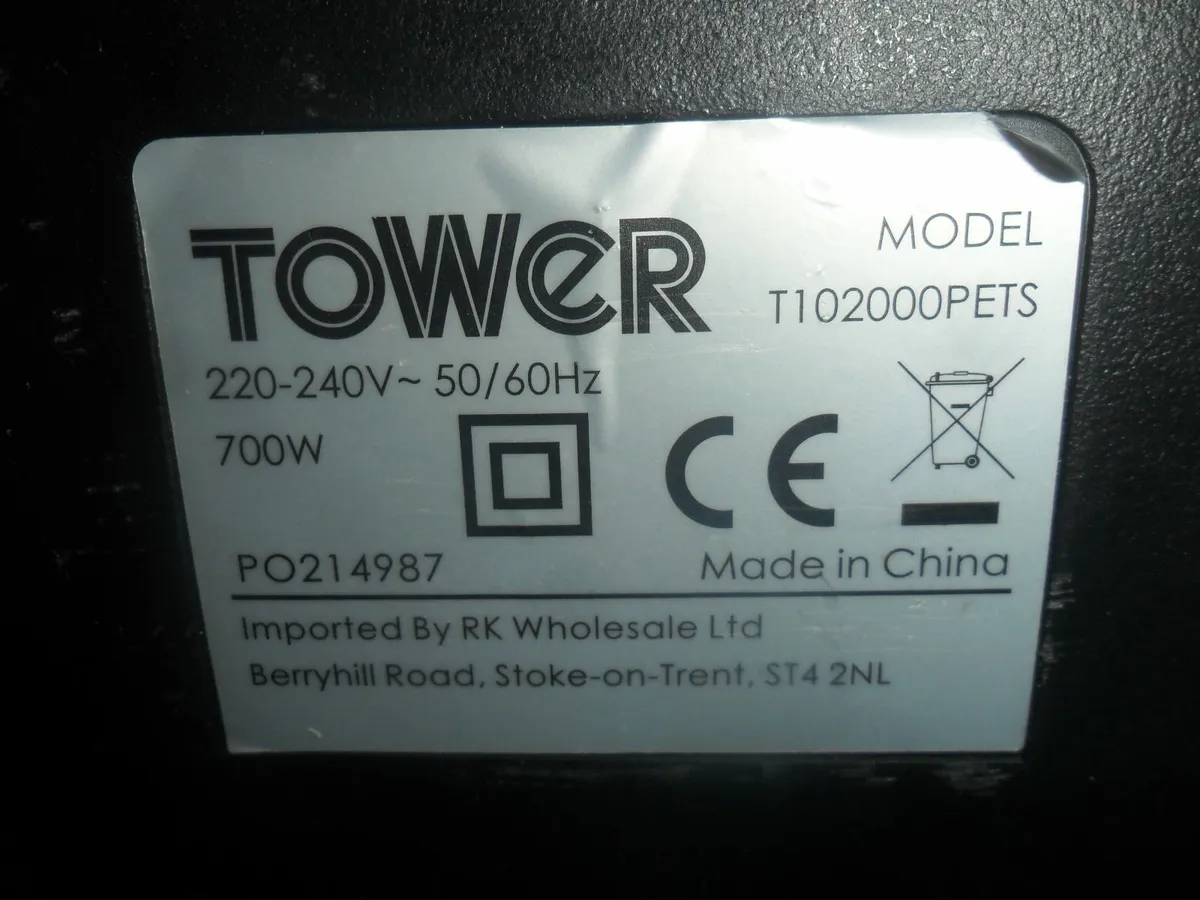 TOWER
MODEL
T102000PETS
220-240V~ 50/60Hz
700W
CE
PO214987
Made in China
Imported By RK Wholesale Ltd
Berryhill Road, Stoke-on-Trent, ST4 2NL